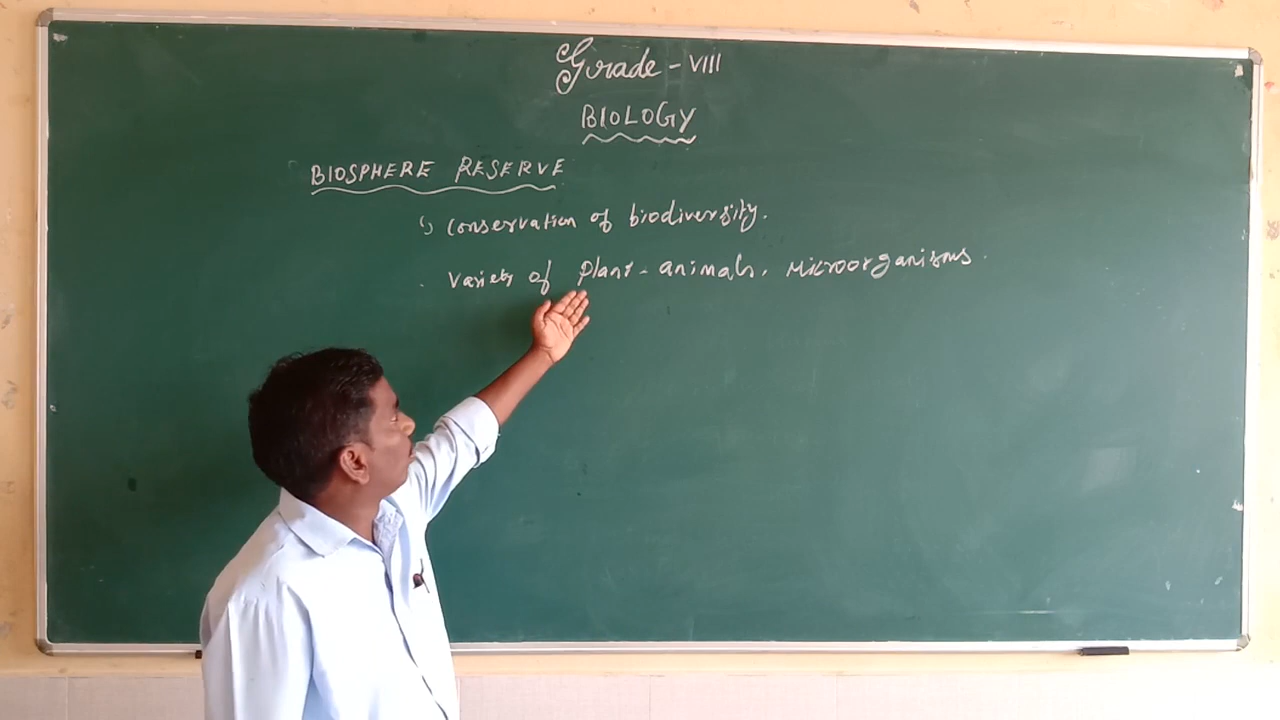 Grade - VIII
BIOLOGY
BIOSPHERE RESERVE
conservation of biodiversity.
Variety of plant - animals, Microorganisms.